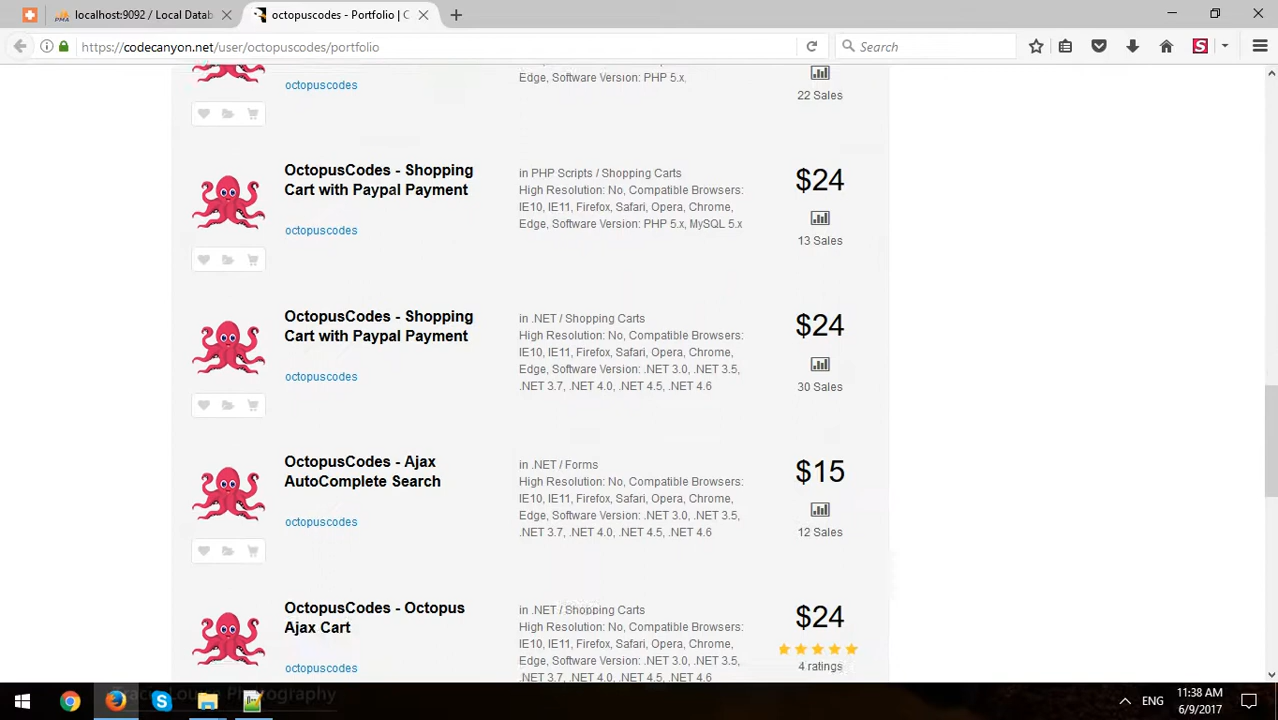 localhost:9092 / Local Datab
octopuscodes - Portfolio | C
https://codecanyon.net/user/octopuscodes/portfolio
Search
octopuscodes
Edge, Software Version: PHP 5.x,
22 Sales
OctopusCodes - Shopping
Cart with Paypal Payment
octopuscodes
in PHP Scripts / Shopping Carts
High Resolution: No, Compatible Browsers:
IE10, IE11, Firefox, Safari, Opera, Chrome,
Edge, Software Version: PHP 5.x, MySQL 5.x
$24
13 Sales
OctopusCodes - Shopping
Cart with Paypal Payment
octopuscodes
in .NET / Shopping Carts
High Resolution: No, Compatible Browsers:
IE10, IE11, Firefox, Safari, Opera, Chrome,
Edge, Software Version: .NET 3.0, .NET 3.5,
.NET 3.7, .NET 4.0, .NET 4.5, .NET 4.6
$24
30 Sales
OctopusCodes - Ajax
AutoComplete Search
octopuscodes
in .NET / Forms
High Resolution: No, Compatible Browsers:
IE10, IE11, Firefox, Safari, Opera, Chrome,
Edge, Software Version: .NET 3.0, .NET 3.5,
.NET 3.7, .NET 4.0, .NET 4.5, .NET 4.6
$15
12 Sales
OctopusCodes - Octopus
Ajax Cart
octopuscodes
in .NET / Shopping Carts
High Resolution: No, Compatible Browsers:
IE10, IE11, Firefox, Safari, Opera, Chrome,
Edge, Software Version: .NET 3.0, .NET 3.5,
.NET 3.7, .NET 4.0, .NET 4.5, .NET 4.6
$24
4 ratings
Photography
ENG
11:38 AM
6/9/2017